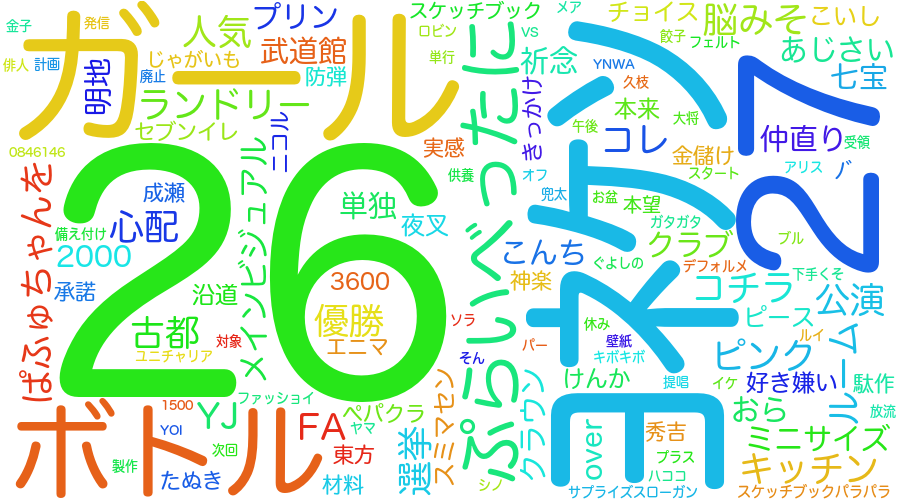 金子
発信
俳人
計画
廃止
人気
プリン
スケッチブック
ロビン
vs
メア
チョイス
脳みそ
こいし
ガール
明地
じゃがいも
武道館
防弾
単行
祈念
餃子
フェルト
あじさい
YNWA
久枝
七宝
ランドリー
セブンイレ
ニコル
実感
きっかけ
本来
大将
コレ
仲直り
受領
0846146
午後
金儲け
スタート
アリス
バ
供養
オフ
兜太
お盆
本望
ガタガタ
ぱふゅちゃんを
成瀬
心配
備え付け
2000
承諾
26
27
メインビジュアル
単独
夜叉
ぷらいべったに
ヨネケン
こんち
クラブ
プル
ぐよしの
デフォルメ
下手くそ
神楽
コチラ
公演
3600
沿道
優勝
エニマ
古都
対象
ユニチャリア
ソラ
パー
休み
壁紙
キボキボ
ピース
ルイ
ピンク
ルーム
そん
けんか
提唱
イケ
好き嫌い
駄作
放流
ファッショイ
1500
YJ
ペパクラ
ヤマ
FA
ボトル
YOI
次回
製作
たぬき
東方
材料
選挙
スミマセン
クラウン
シノ
over
秀吉
おら
ミニサイズ
プラス
ハココ
キッチン
サプライズスローガン
スケッチブックパラパラ